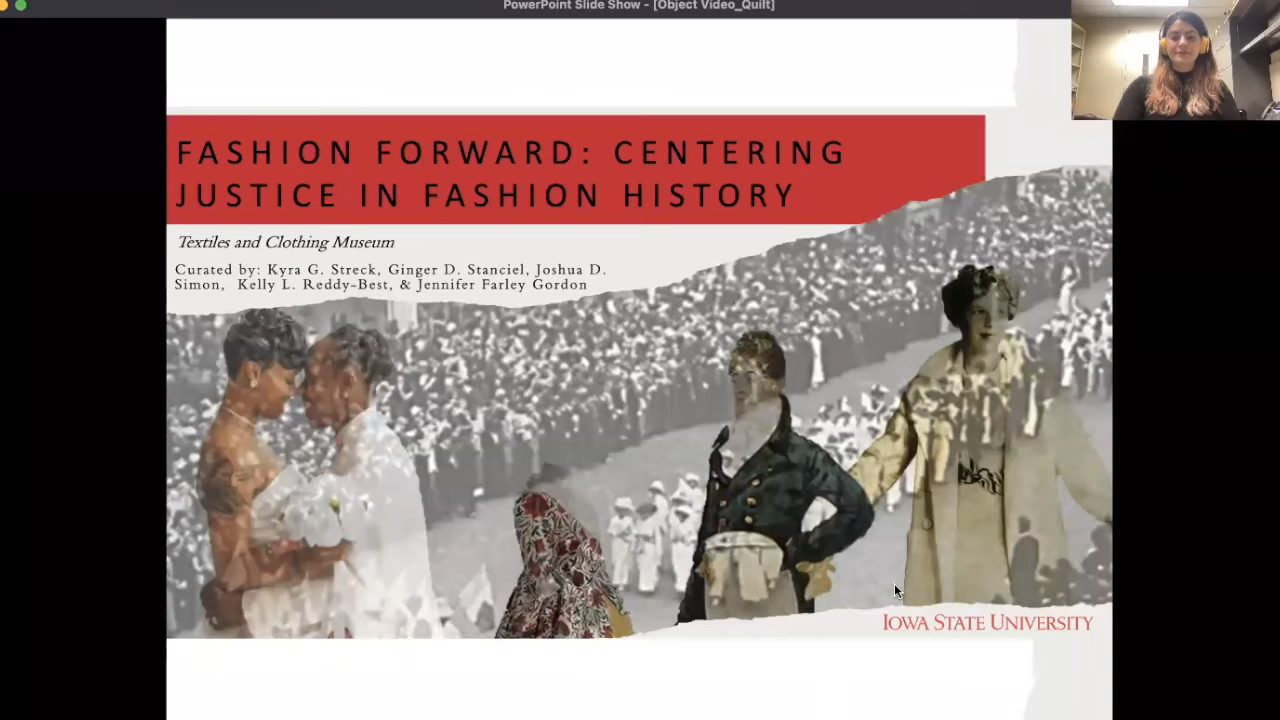 PowerPoint Slide Show - [Object Video_Quilt]
FASHION FORWARD: CENTERING
JUSTICE IN FASHION HISTORY
Textiles and Clothing Museum
Curated by: Kyra G. Streck, Ginger D. Stanciel, Joshua D.
Simon, Kelly L. Reddy-Best, & Jennifer Farley Gordon
IOWA STATE UNIVERSITY